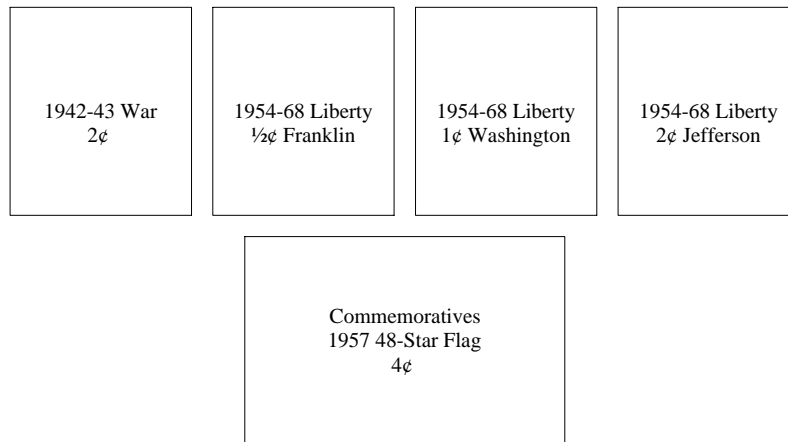 1942-43 War
2¢
1954-68 Liberty
½¢ Franklin
1954-68 Liberty
1¢ Washington
1954-68 Liberty
2¢ Jefferson
Commemoratives
1957 48-Star Flag
4¢